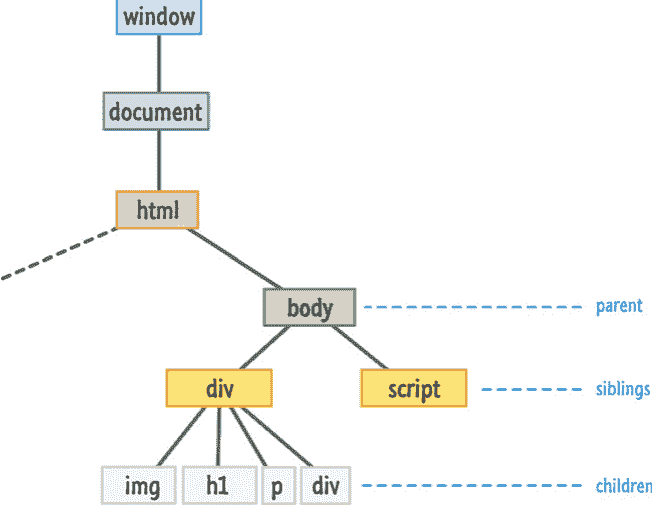 window
document
html
body
parent
div
script
siblings
img
h1
p
div
children